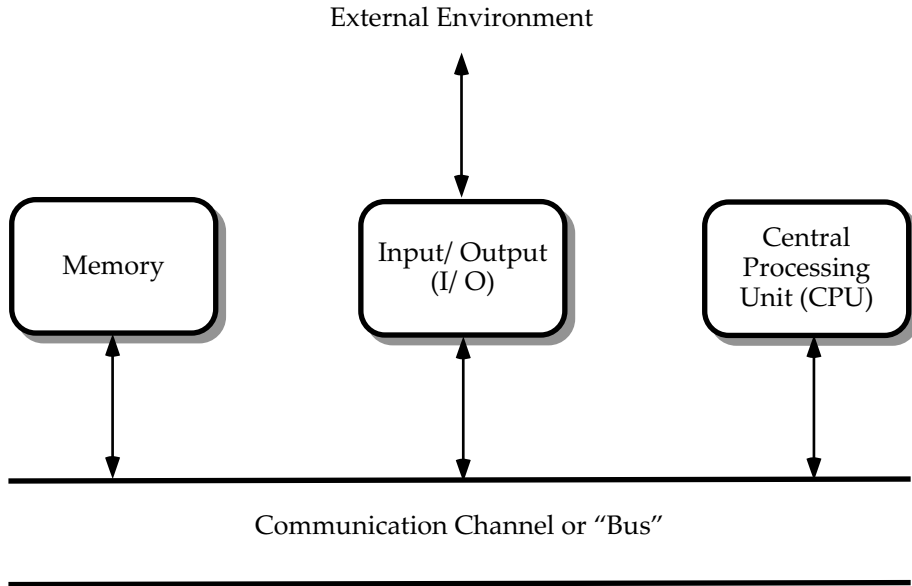 External Environment
Memory
Input/ Output
(I/ O)
Central
Processing
Unit (CPU)
Communication Channel or “Bus”